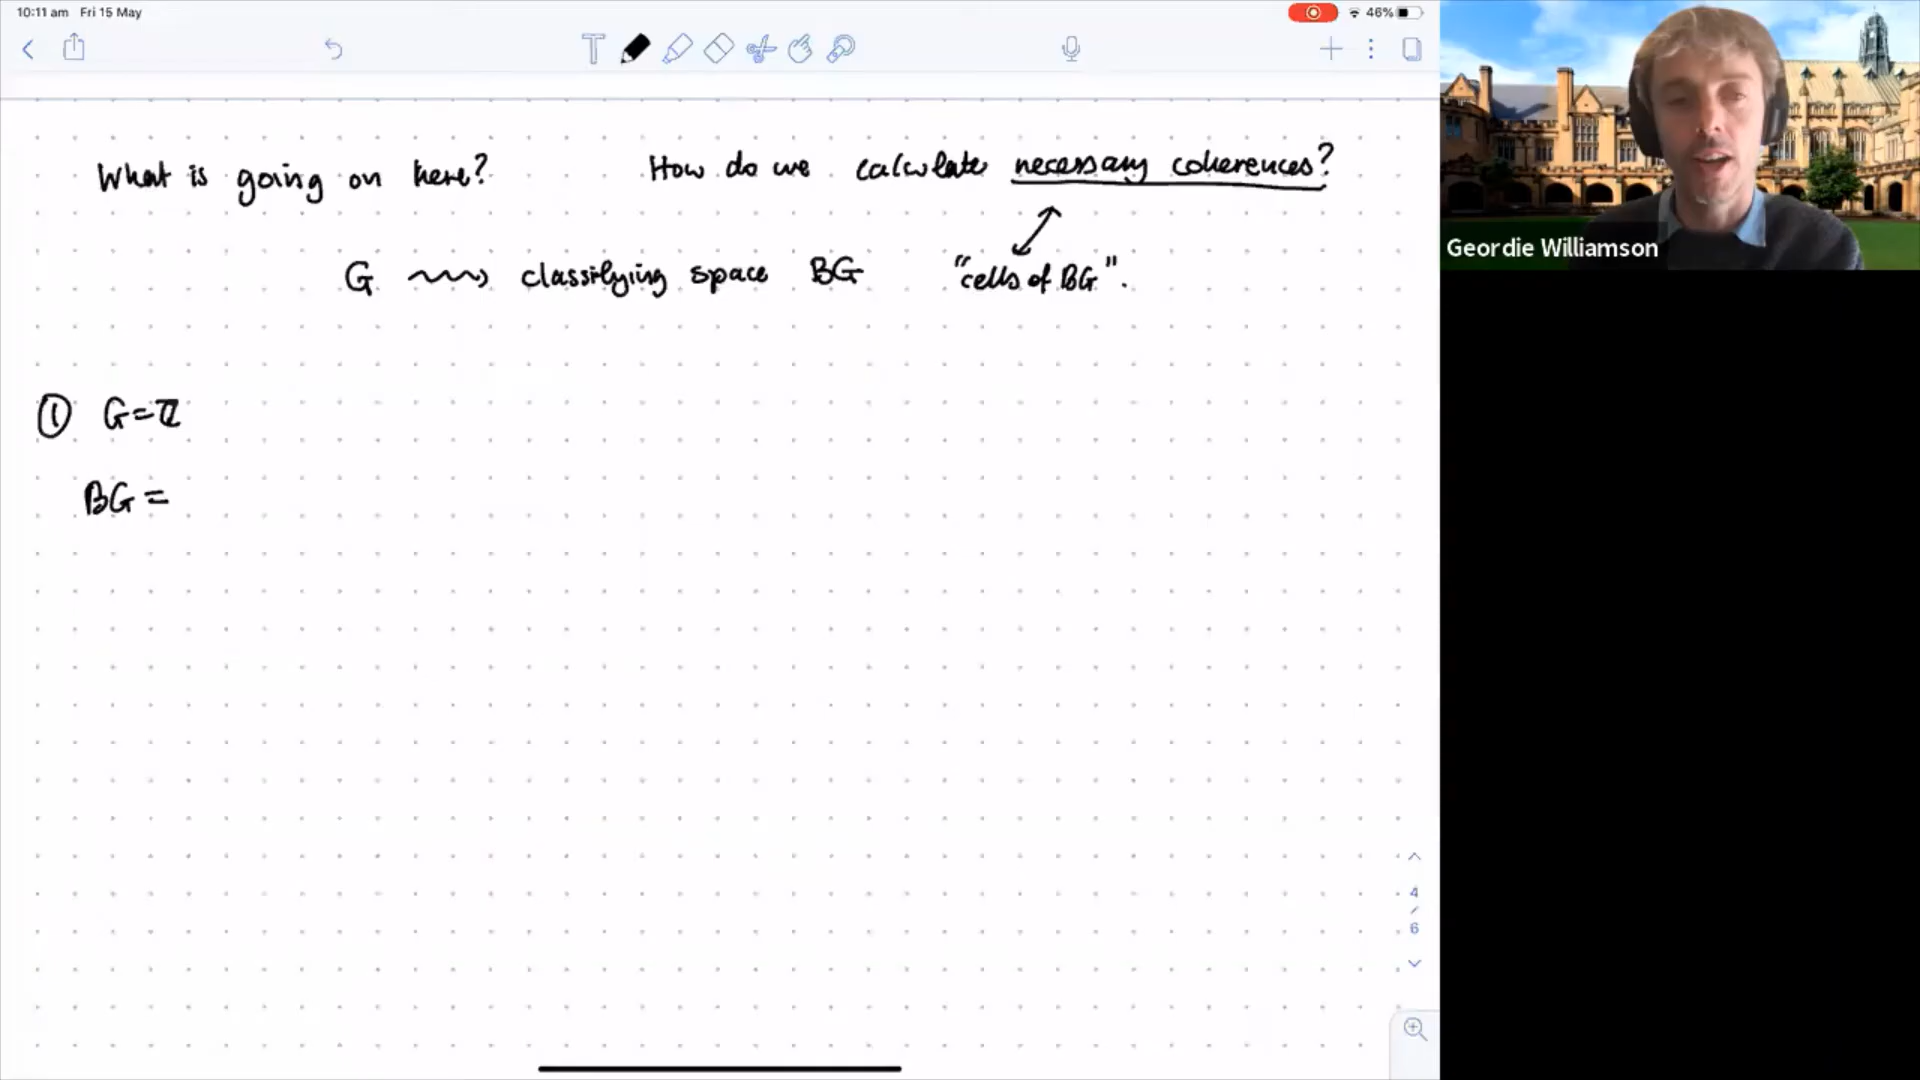 10:11 am Fri 15 May
46%
What is going on here? How do we calculate necessary coherences?
G ⇝ classifying space BG "cells of BG".
① G=ℤ
BG =
4
/
6
Geordie Williamson